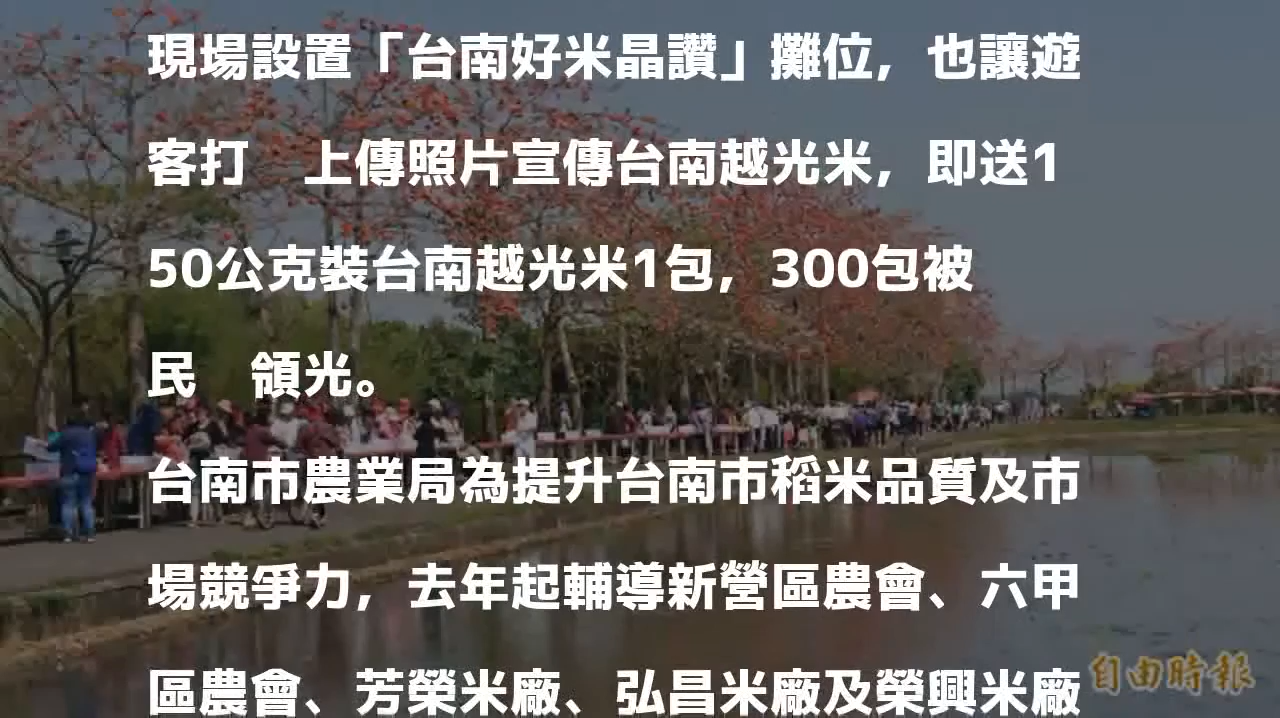 現場設置「台南好米晶讚」攤位，也讓遊
客打　上傳照片宣傳台南越光米，即送1
50公克裝台南越光米1包，300包被
民　領光。
台南市農業局為提升台南市稻米品質及市
場競爭力，去年起輔導新營區農會、六甲
區農會、芳榮米廠、弘昌米廠及榮興米廠
自由時報